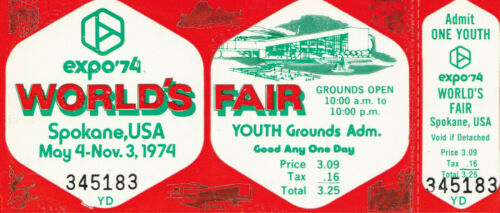 expo'74
WORLD'S FAIR
Spokane, USA
May 4-Nov. 3, 1974
345183
YD
GROUNDS OPEN
10:00 a.m. to
10:00 p.m.
YOUTH Grounds Adm.
Good Any One Day
Price 3.09
Tax .16
Total 3.25
Admit
ONE YOUTH
expo'74
WORLD'S
FAIR
Spokane, USA
Void if Detached
Price 3.09
Tax .16
Total 3.25
345183
YD